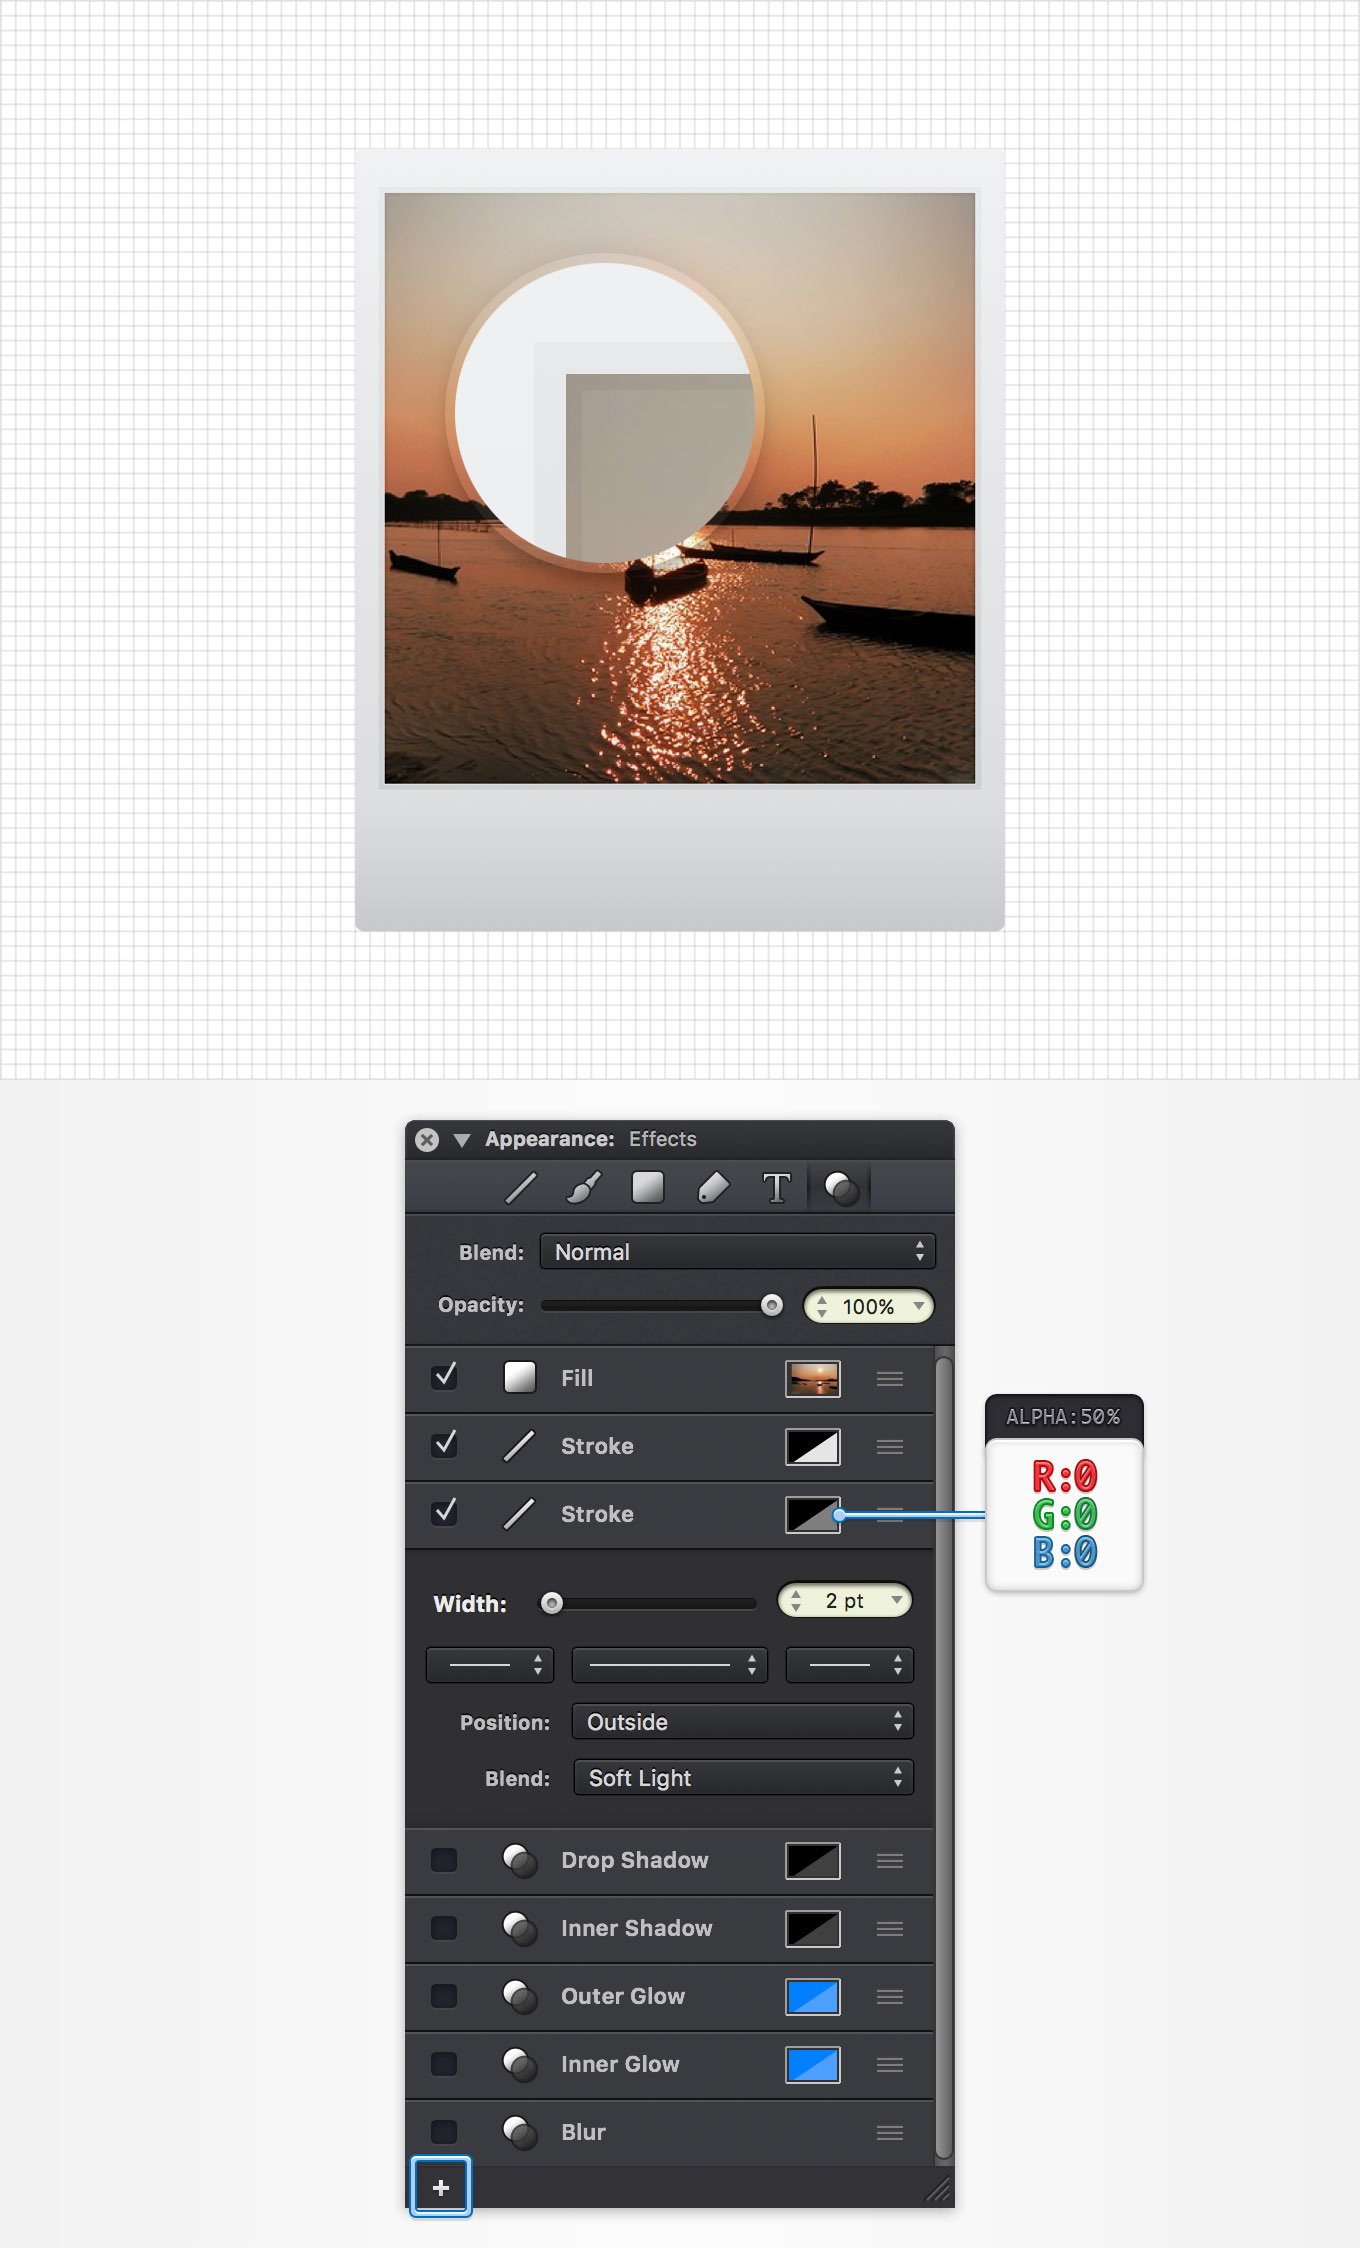 Appearance: Effects
T
Blend: Normal
Opacity: 100%
Fill
Stroke
Stroke
ALPHA:50%
R:0
G:0
B:0
Width: 2 pt
Position: Outside
Blend: Soft Light
Drop Shadow
Inner Shadow
Outer Glow
Inner Glow
Blur
+